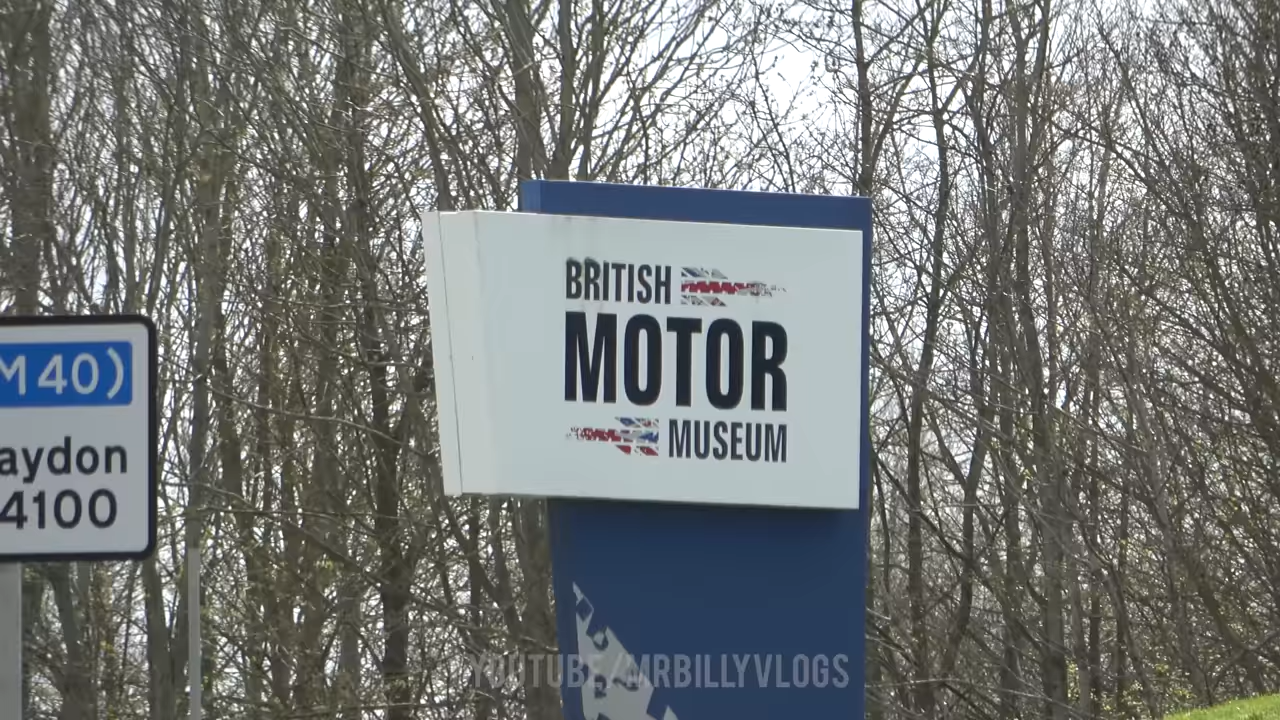 M40)
aydon
4100
BRITISH
MOTOR
MUSEUM
YOUTUBE/MRBILLYVLOGS